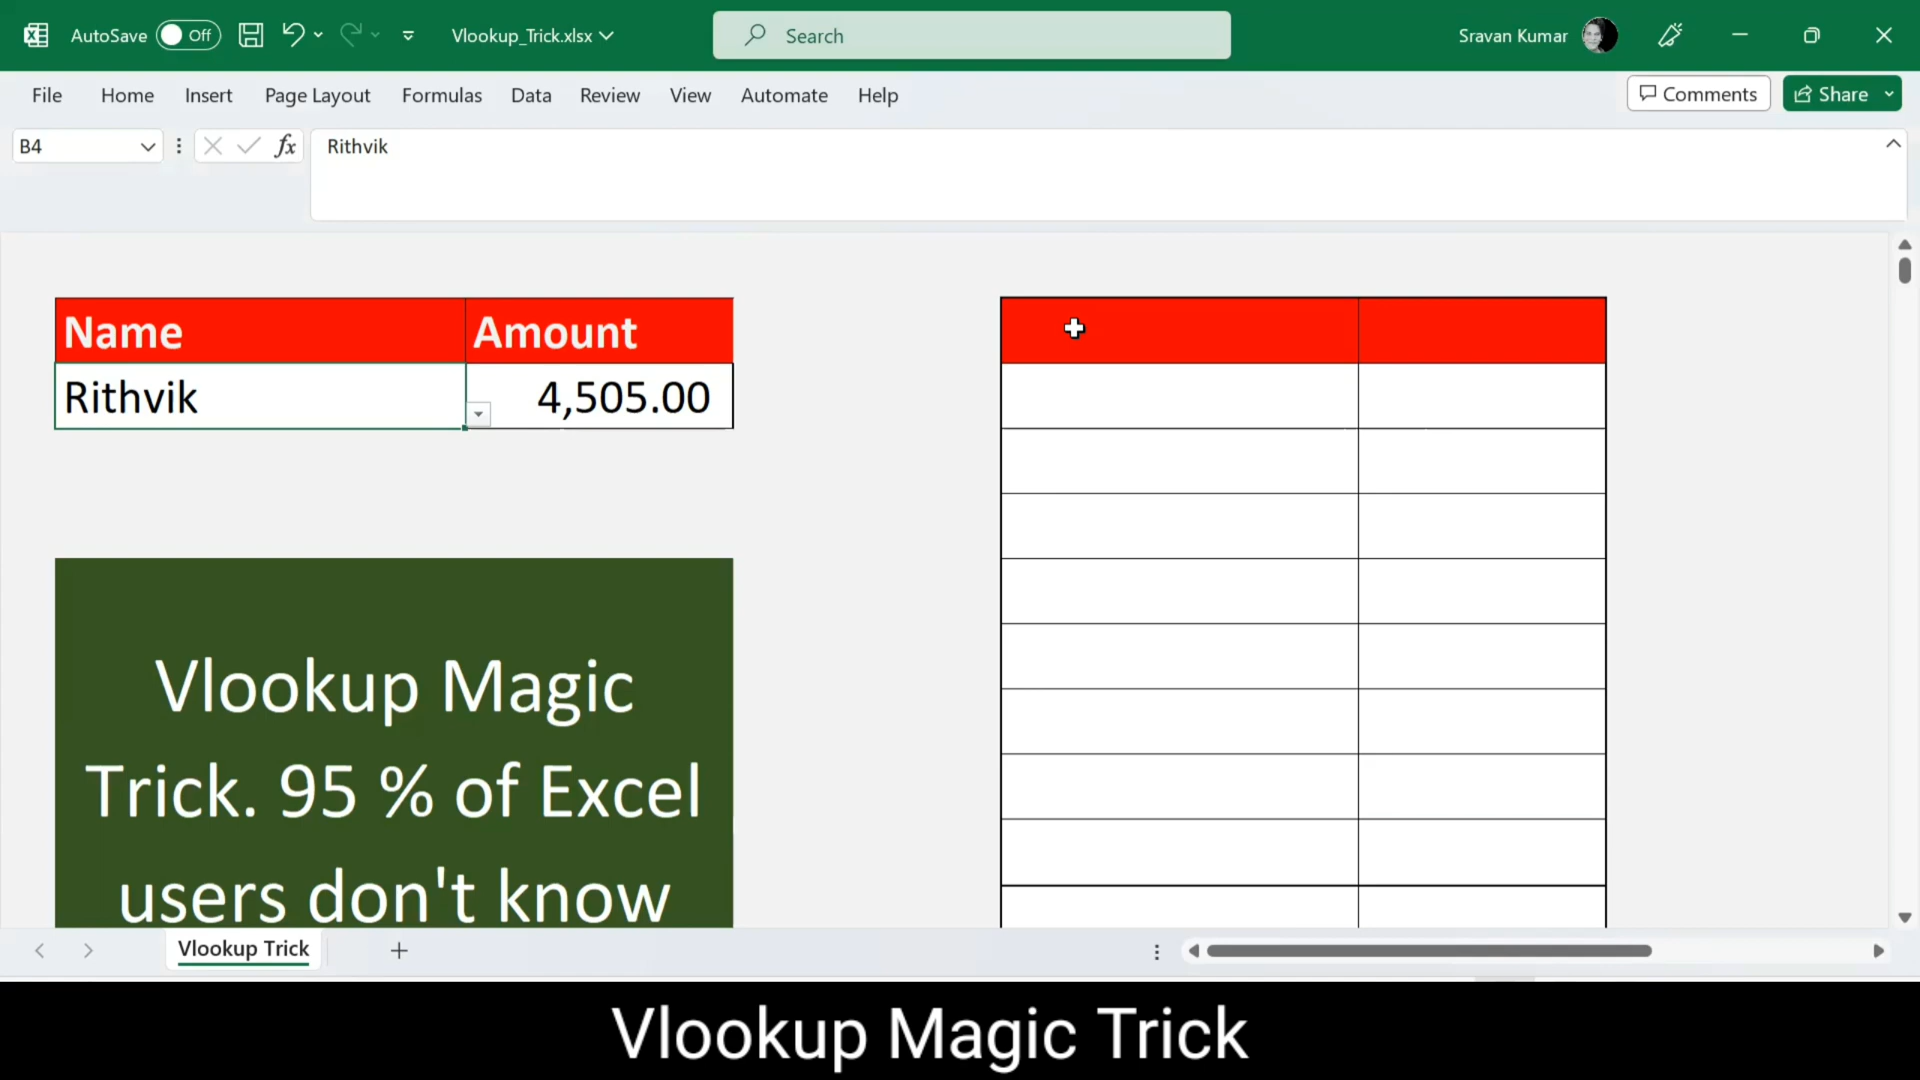 AutoSave Off Vlookup_Trick.xlsx Search Sravan Kumar
File Home Insert Page Layout Formulas Data Review View Automate Help Comments Share
B4 fx Rithvik
Name Amount
Rithvik 4,505.00
Vlookup Magic
Trick. 95 % of Excel
users don't know
Vlookup Trick
Vlookup Magic Trick